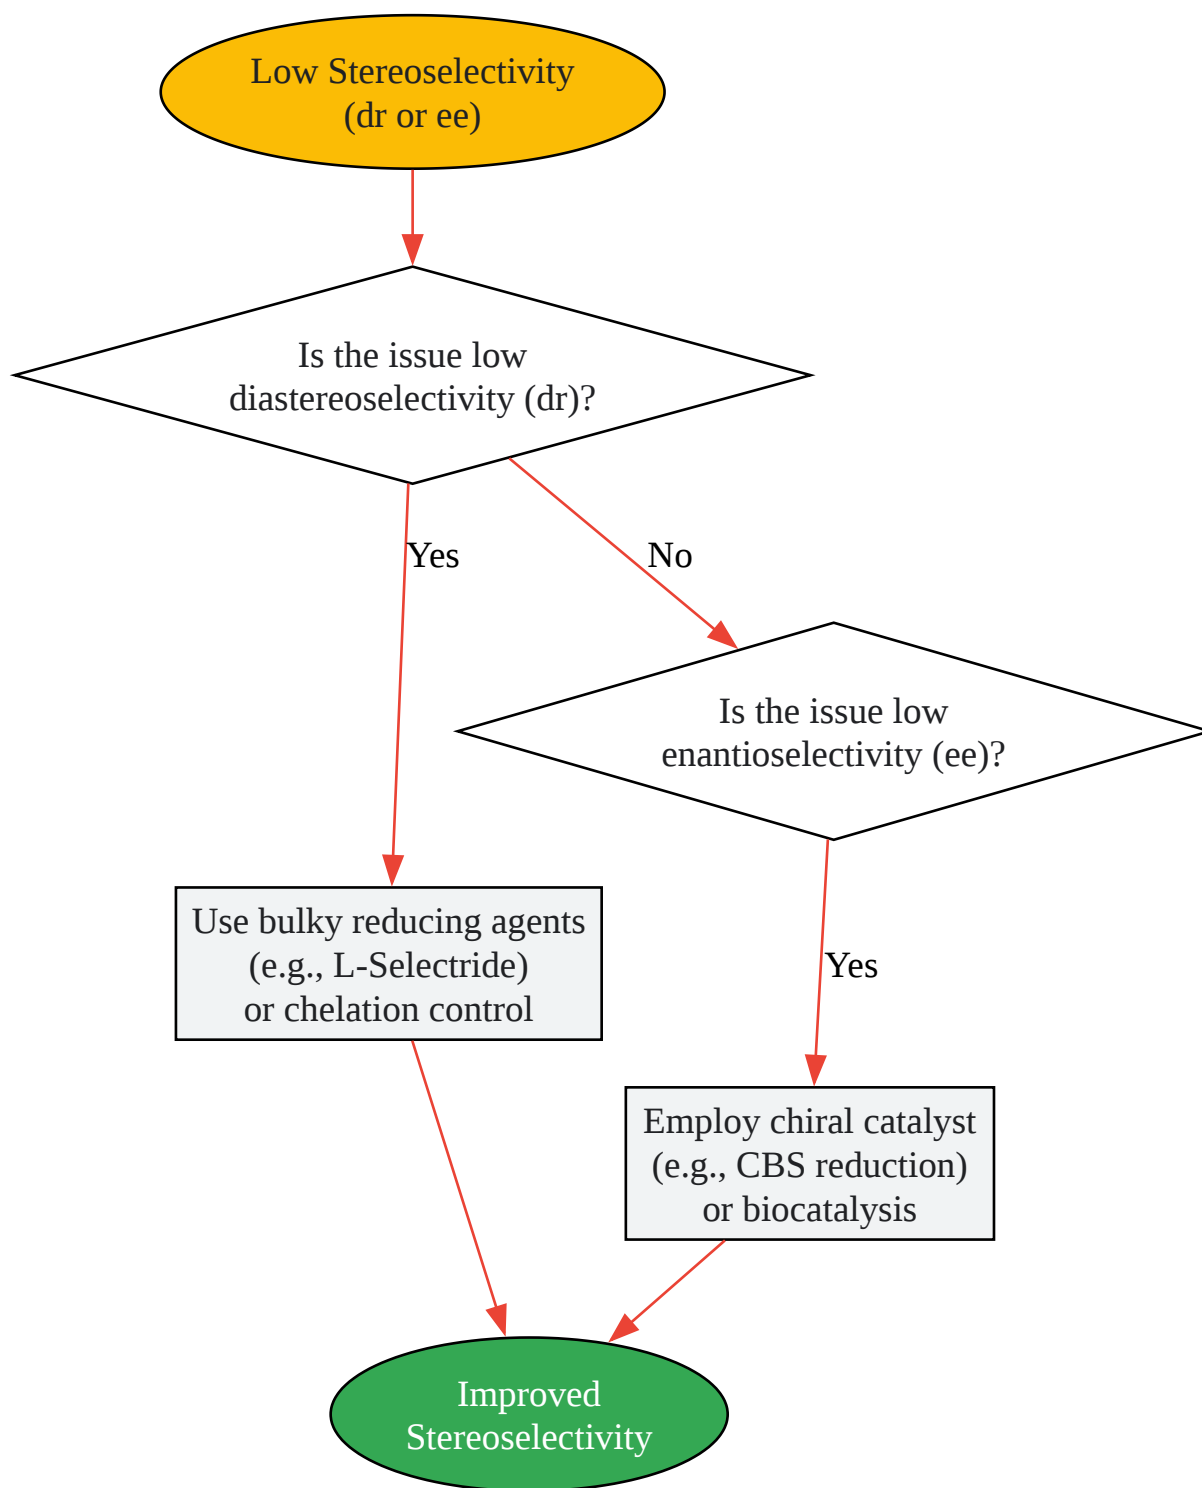 Low Stereoselectivity
(dr or ee)
Is the issue low
diastereoselectivity (dr)?
Yes
No
Is the issue low
enantioselectivity (ee)?
Use bulky reducing agents
(e.g., L-Selectride)
or chelation control
Yes
Employ chiral catalyst
(e.g., CBS reduction)
or biocatalysis
Improved
Stereoselectivity